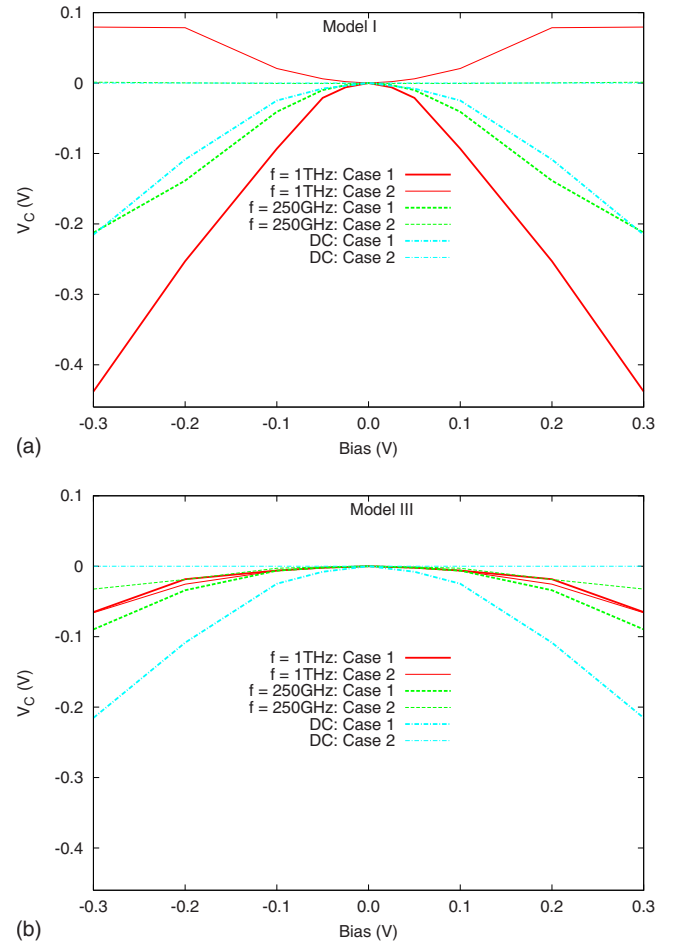 0.1
Model I
0
-0.1
-0.2
-0.3
-0.4
V_C (V)
f = 1THz: Case 1
f = 1THz: Case 2
f = 250GHz: Case 1
f = 250GHz: Case 2
DC: Case 1
DC: Case 2
-0.3 -0.2 -0.1 0.0 0.1 0.2 0.3
(a) Bias (V)
0.1
Model III
0
-0.1
-0.2
-0.3
-0.4
V_C (V)
f = 1THz: Case 1
f = 1THz: Case 2
f = 250GHz: Case 1
f = 250GHz: Case 2
DC: Case 1
DC: Case 2
-0.3 -0.2 -0.1 0.0 0.1 0.2 0.3
(b) Bias (V)